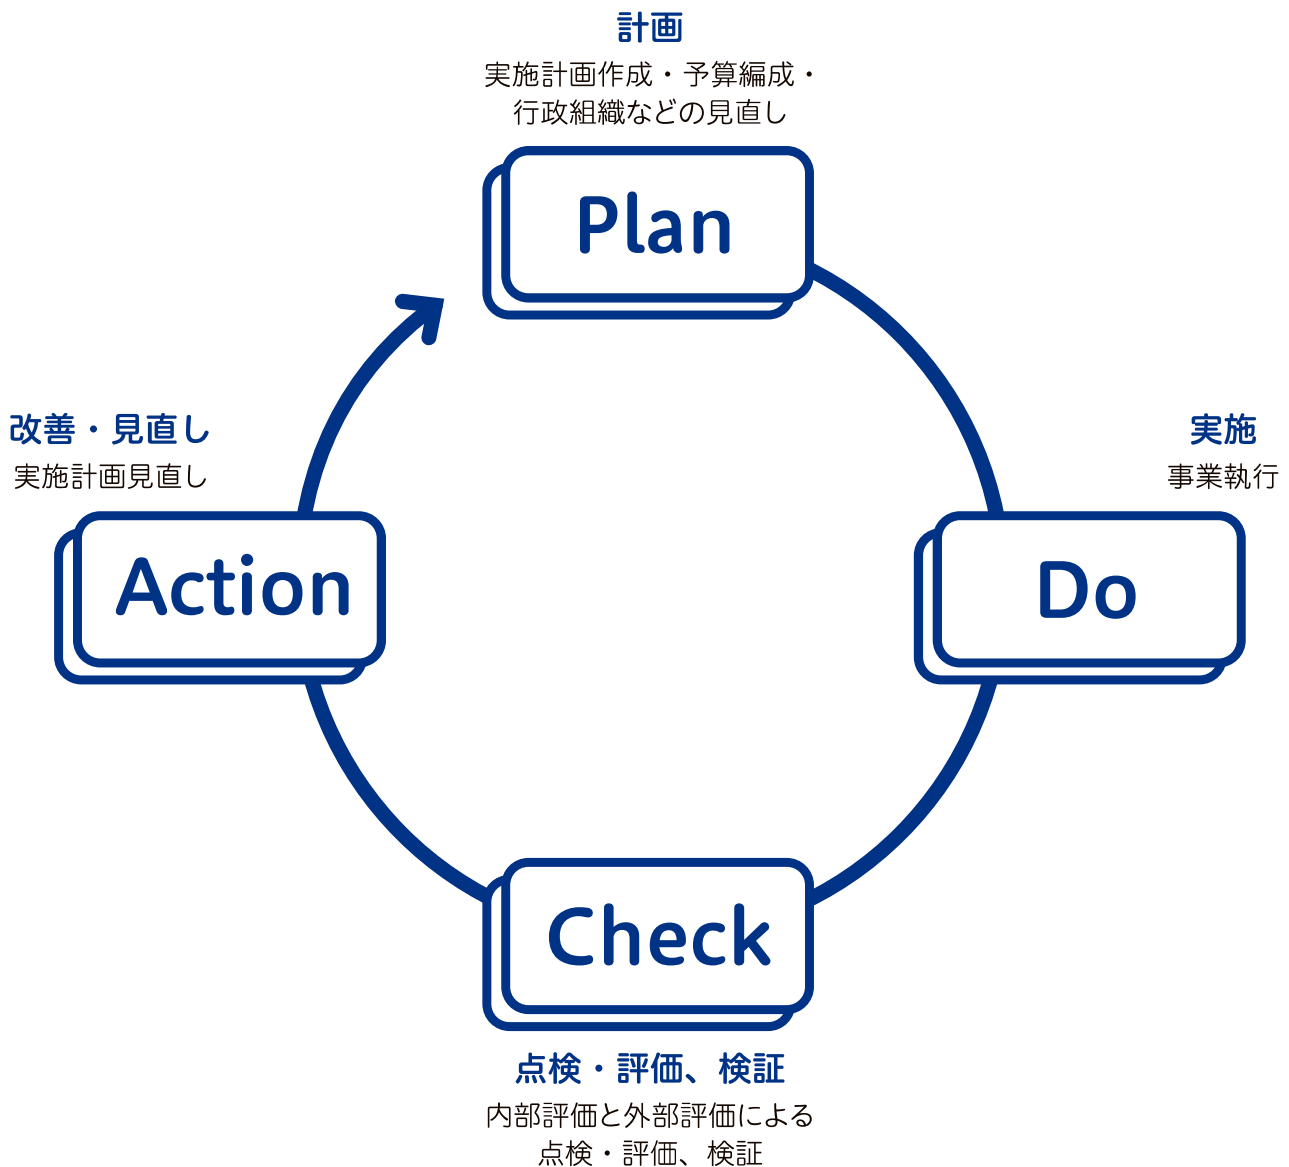 計画
実施計画作成・予算編成・
行政組織などの見直し
Plan
改善・見直し
実施計画見直し
Action
実施
事業執行
Do
Check
点検・評価、検証
内部評価と外部評価による
点検・評価、検証